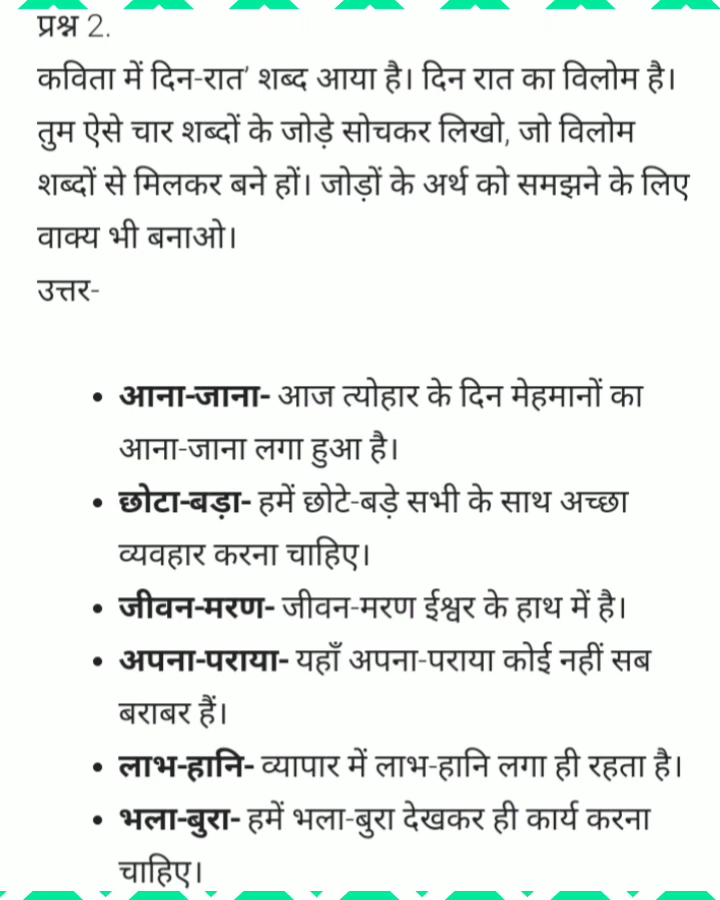 प्रश्न 2.
कविता में दिन-रात’ शब्द आया है। दिन रात का विलोम है।
तुम ऐसे चार शब्दों के जोड़े सोचकर लिखो, जो विलोम
शब्दों से मिलकर बने हों। जोड़ों के अर्थ को समझने के लिए
वाक्य भी बनाओ।
उत्तर-
• आना-जाना- आज त्योहार के दिन मेहमानों का
आना-जाना लगा हुआ है।
• छोटा-बड़ा- हमें छोटे-बड़े सभी के साथ अच्छा
व्यवहार करना चाहिए।
• जीवन-मरण- जीवन-मरण ईश्वर के हाथ में है।
• अपना-पराया- यहाँ अपना-पराया कोई नहीं सब
बराबर हैं।
• लाभ-हानि- व्यापार में लाभ-हानि लगा ही रहता है।
• भला-बुरा- हमें भला-बुरा देखकर ही कार्य करना
चाहिए।